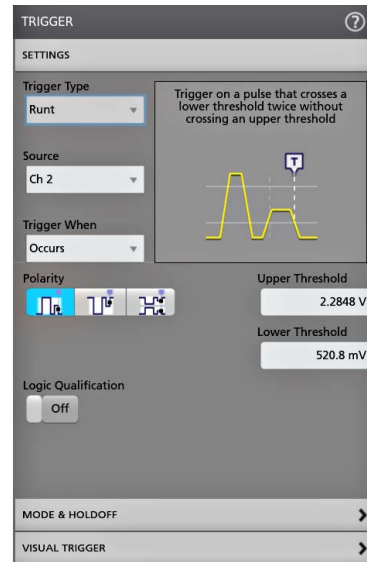 TRIGGER
?
SETTINGS
Trigger Type
Runt
Trigger on a pulse that crosses a
lower threshold twice without
crossing an upper threshold
T
Source
Ch 2
Trigger When
Occurs
Polarity
Upper Threshold
2.2848 V
Lower Threshold
520.8 mV
Logic Qualification
Off
MODE & HOLDOFF
VISUAL TRIGGER